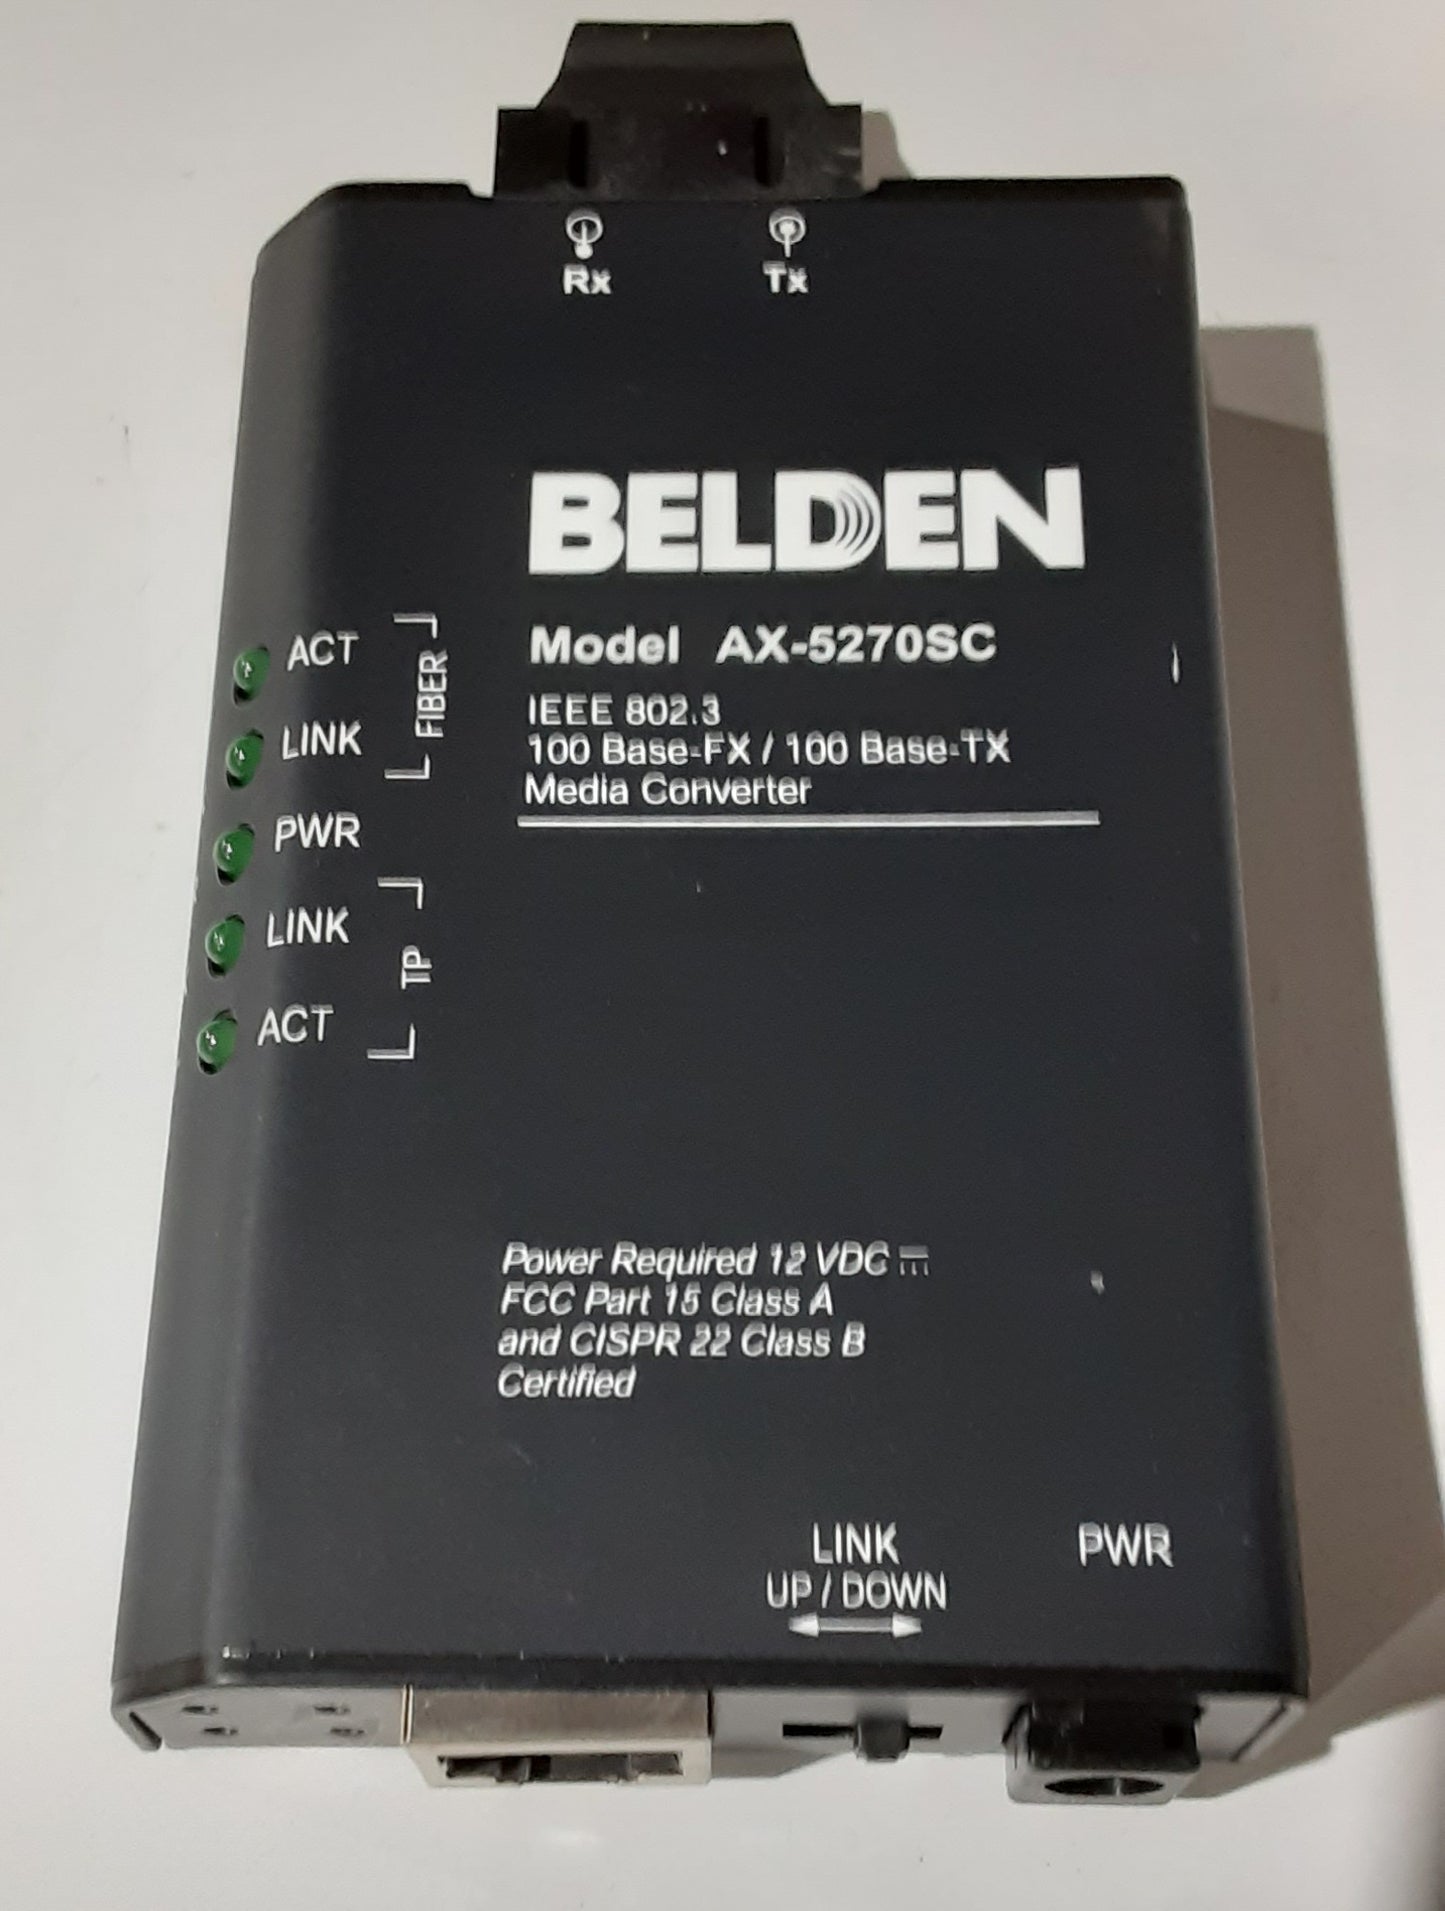 Rx Tx
BELDEN
Model AX-5270SC
IEEE 802.3
100 Base-FX / 100 Base-TX
Media Converter
ACT
LINK
FIBER
PWR
LINK
ACT
TP
Power Required 12 VDC
FCC Part 15 Class A
and CISPR 22 Class B
Certified
LINK
UP / DOWN
PWR